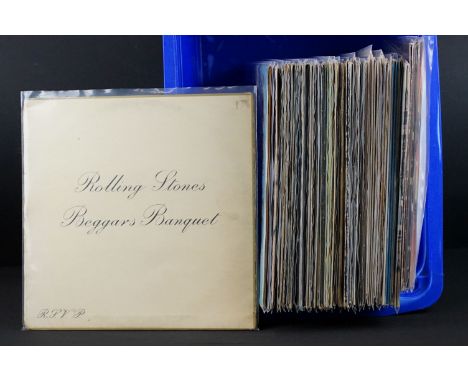 Rolling Stones
Beggars Banquet
R.S.V.P.